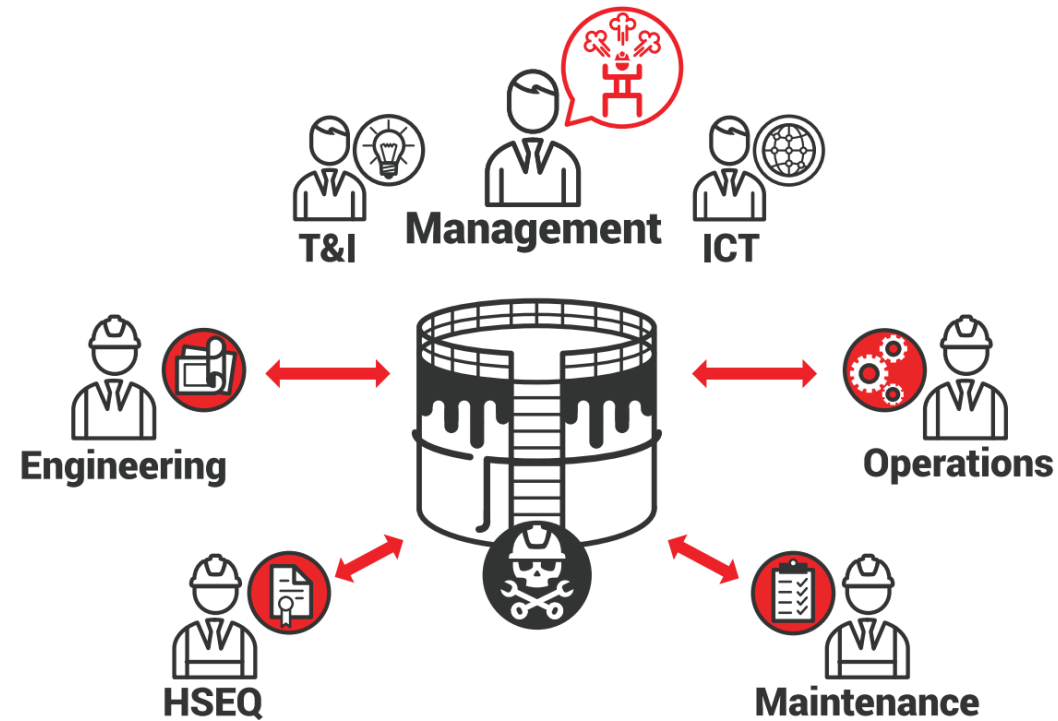 Management
T&I
ICT
Engineering
Operations
HSEQ
Maintenance